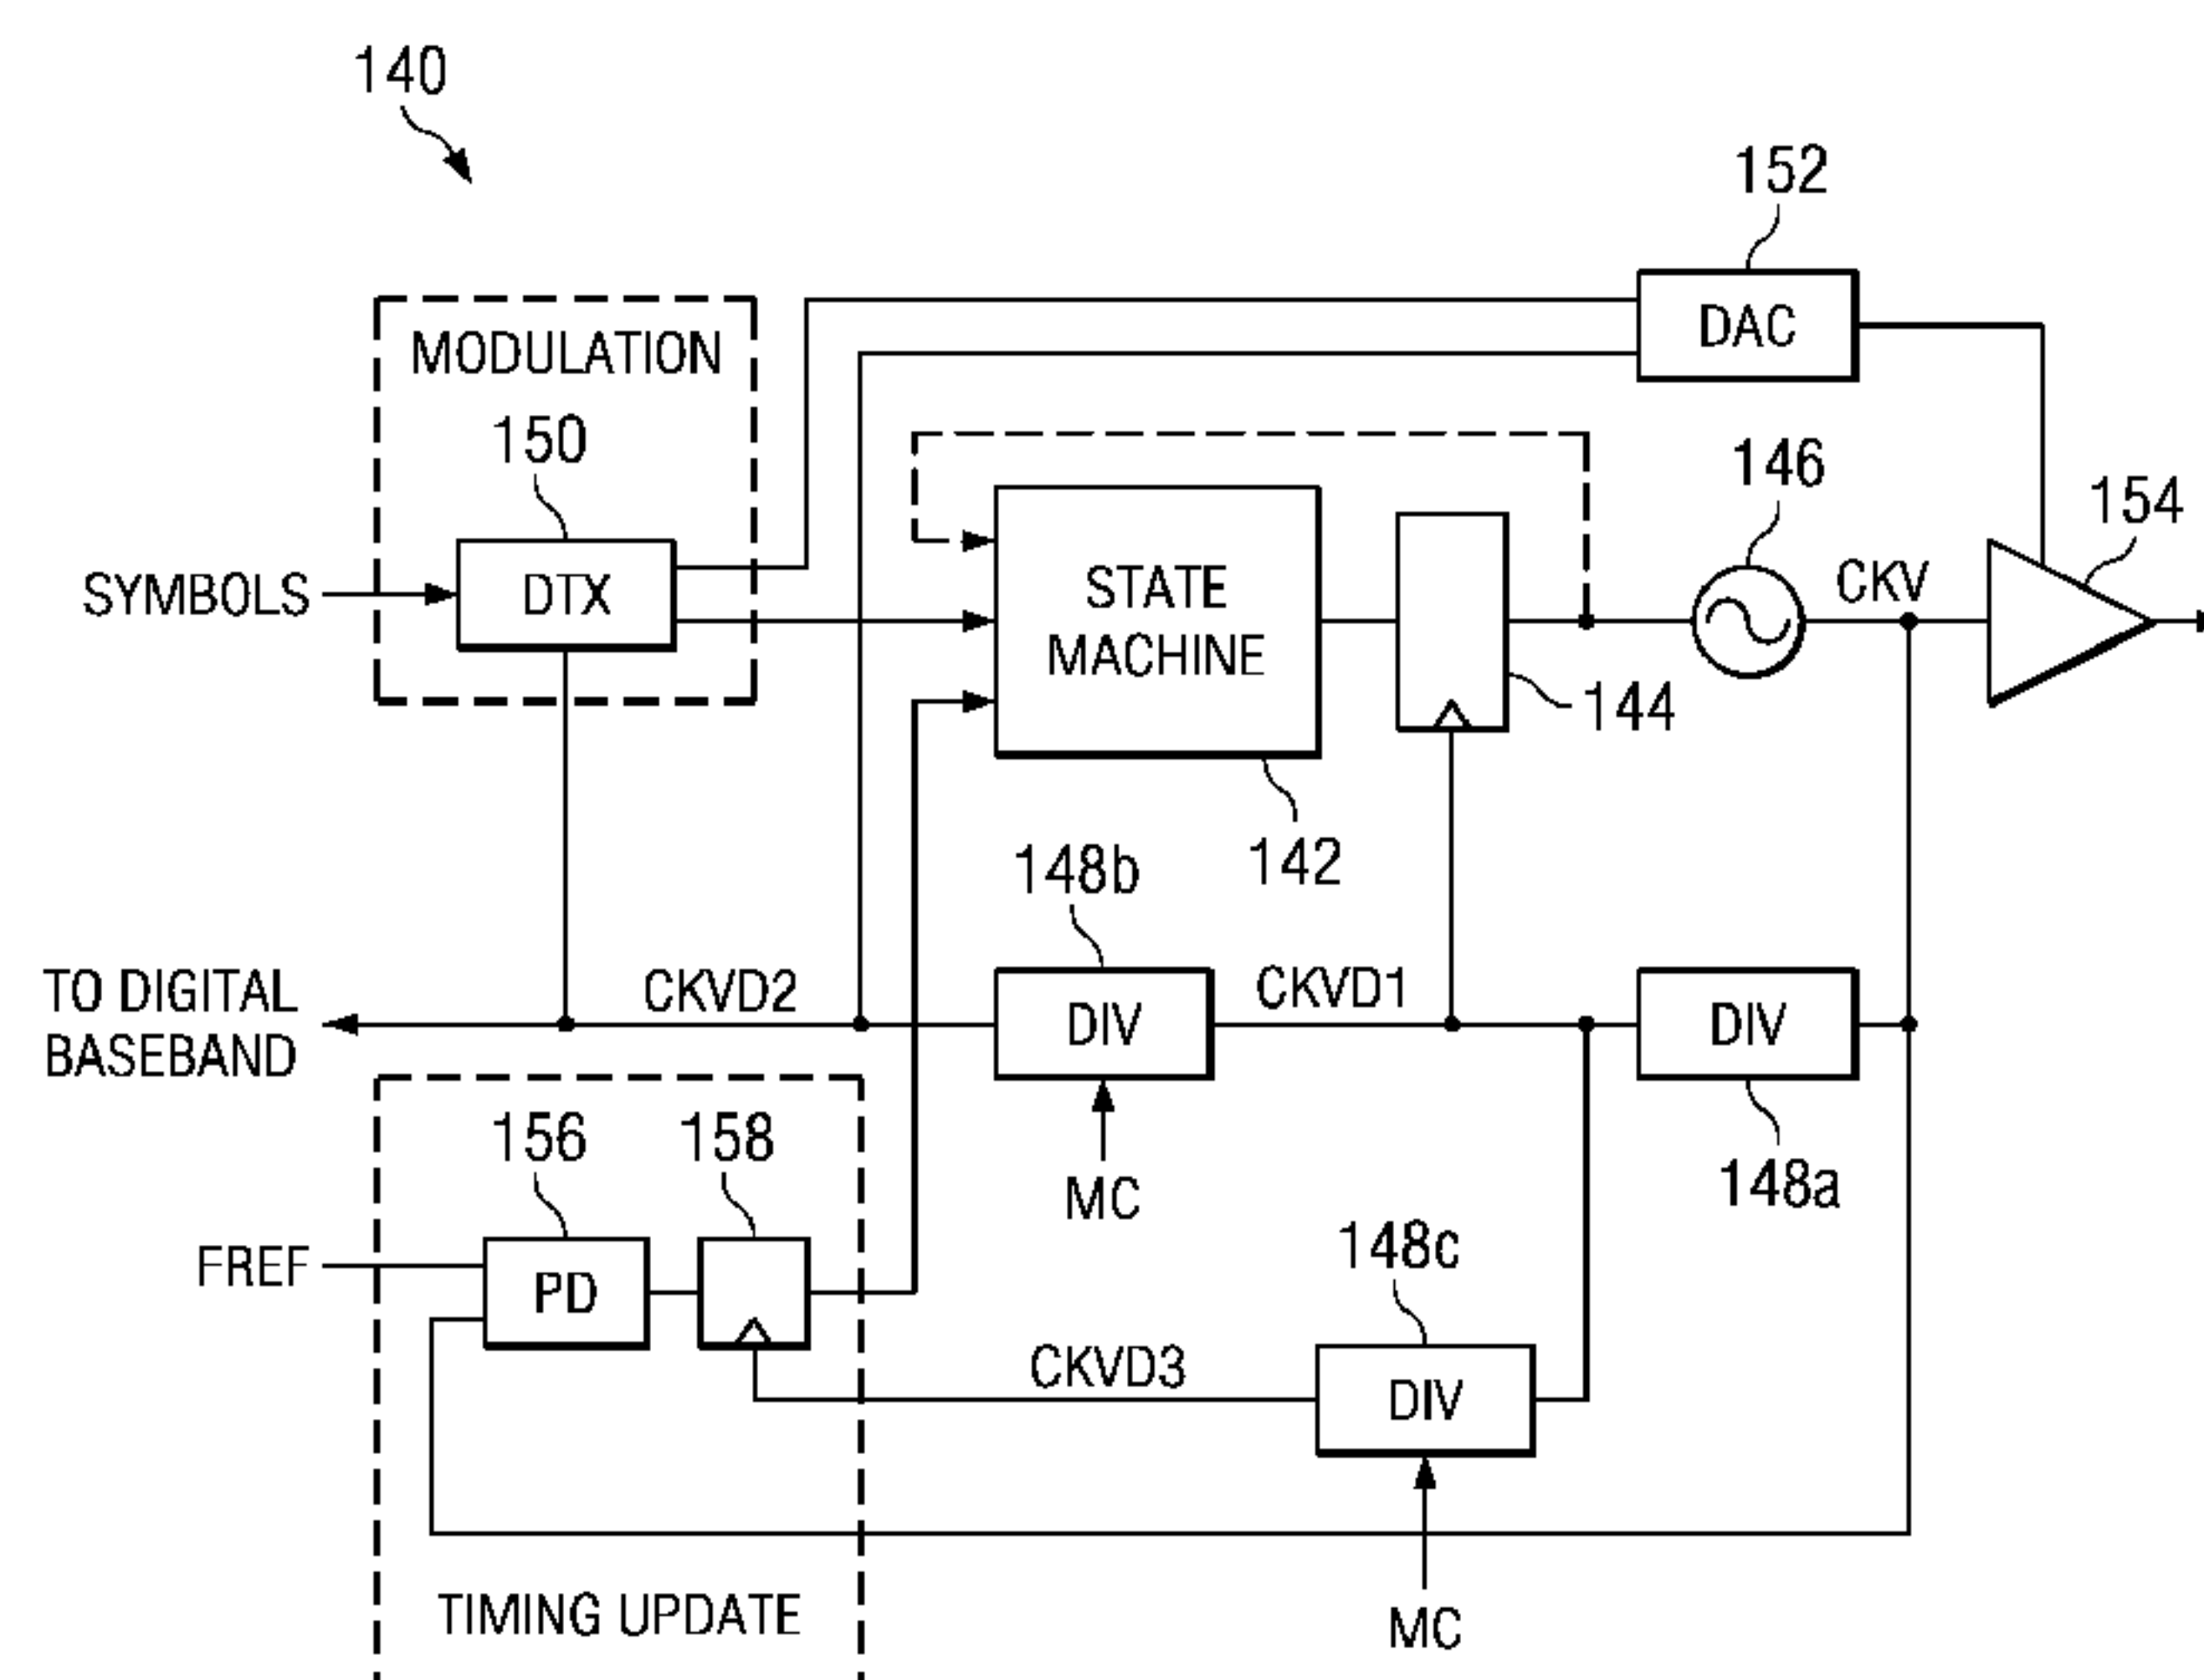 140
152
DAC
MODULATION
150
146
154
SYMBOLS
DTX
STATE
MACHINE
CKV
144
142
148b
TO DIGITAL
BASEBAND
CKVD2
DIV
CKVD1
DIV
156
158
MC
148a
FREF
PD
148c
CKVD3
DIV
TIMING UPDATE
MC